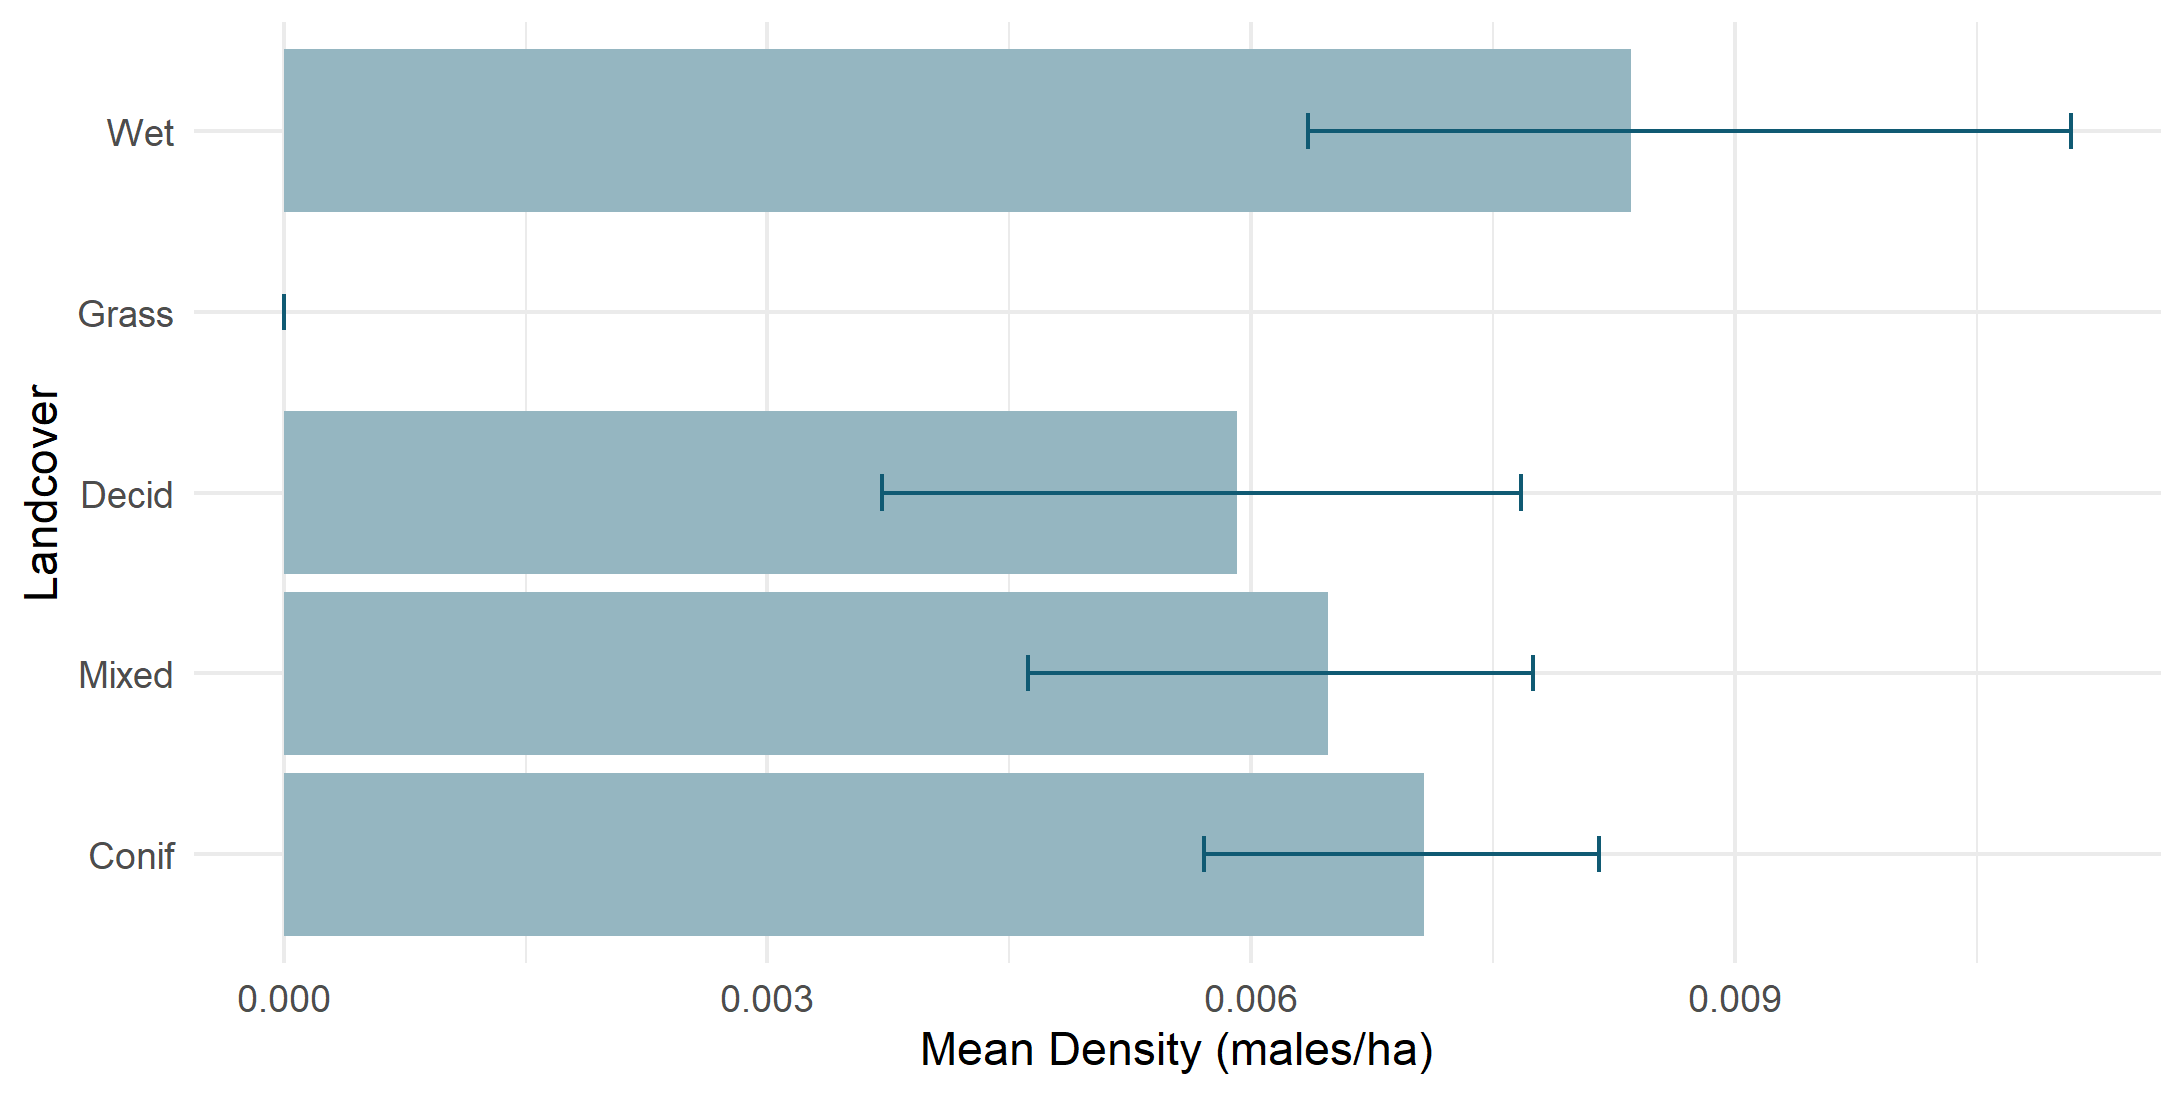 Wet
Grass
Decid
Mixed
Conif
Landcover
0.000 0.003 0.006 0.009
Mean Density (males/ha)